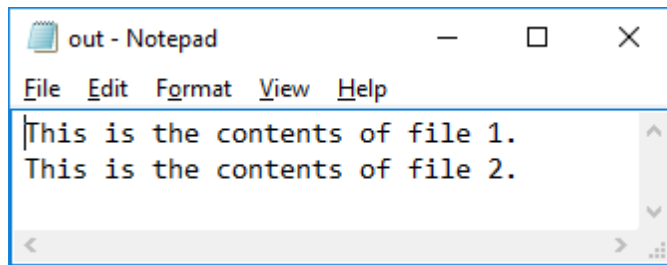 out - Notepad
File Edit Format View Help
This is the contents of file 1.
This is the contents of file 2.